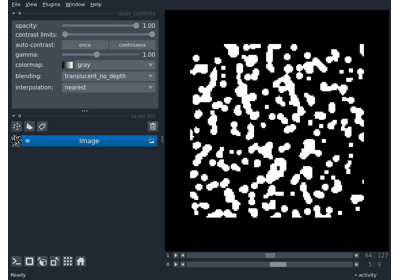 File View Plugins Window Help
layer controls
opacity: 1.00
contrast limits:
auto-contrast: once continuous
gamma: 1.00
colormap: gray
blending: translucent_no_depth
interpolation: nearest
layer list
Image
1 64 127
0 5 9
Ready activity